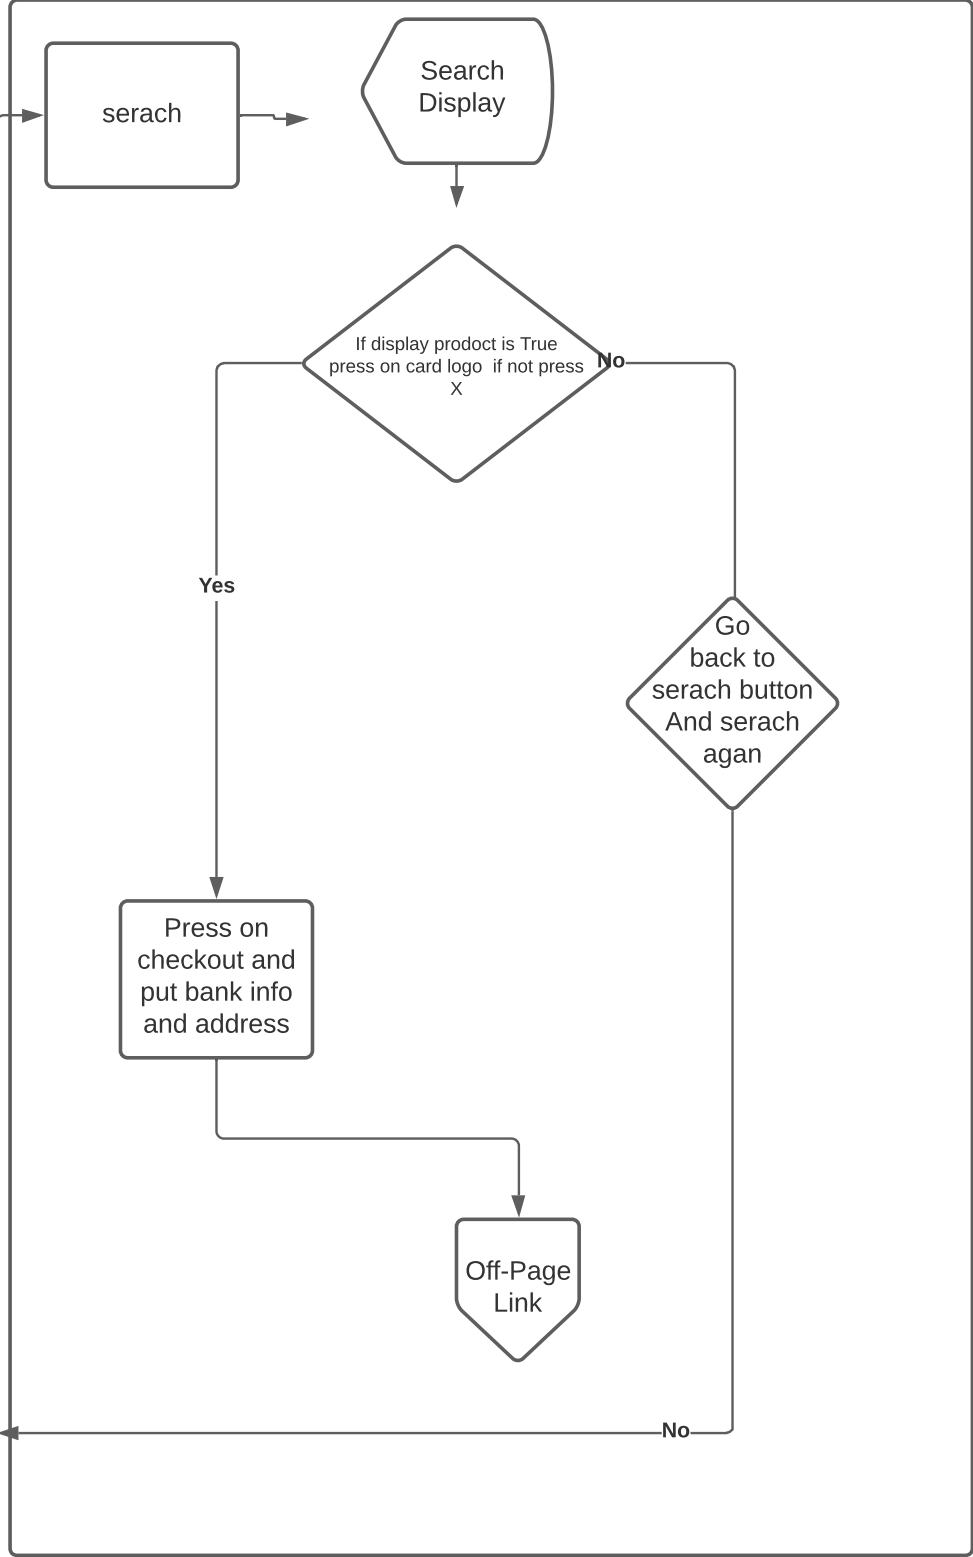 serach
Search
Display
If display prodoct is True
press on card logo  if not press
X
No
Yes
Go
back to
serach button
And serach
agan
Press on
checkout and
put bank info
and address
Off-Page
Link
No